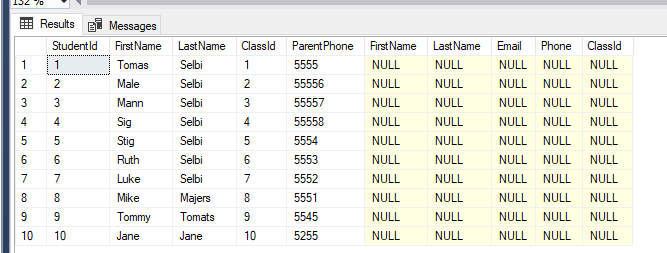 132 %
Results Messages
StudentId FirstName LastName ClassId ParentPhone FirstName LastName Email Phone ClassId
1 1 Tomas Selbi 1 5555 NULL NULL NULL NULL NULL
2 2 Male Selbi 2 55556 NULL NULL NULL NULL NULL
3 3 Mann Selbi 3 55557 NULL NULL NULL NULL NULL
4 4 Sig Selbi 4 55558 NULL NULL NULL NULL NULL
5 5 Stig Selbi 5 5554 NULL NULL NULL NULL NULL
6 6 Ruth Selbi 6 5553 NULL NULL NULL NULL NULL
7 7 Luke Selbi 7 5552 NULL NULL NULL NULL NULL
8 8 Mike Majers 8 5551 NULL NULL NULL NULL NULL
9 9 Tommy Tomats 9 5545 NULL NULL NULL NULL NULL
10 10 Jane Jane 10 5255 NULL NULL NULL NULL NULL